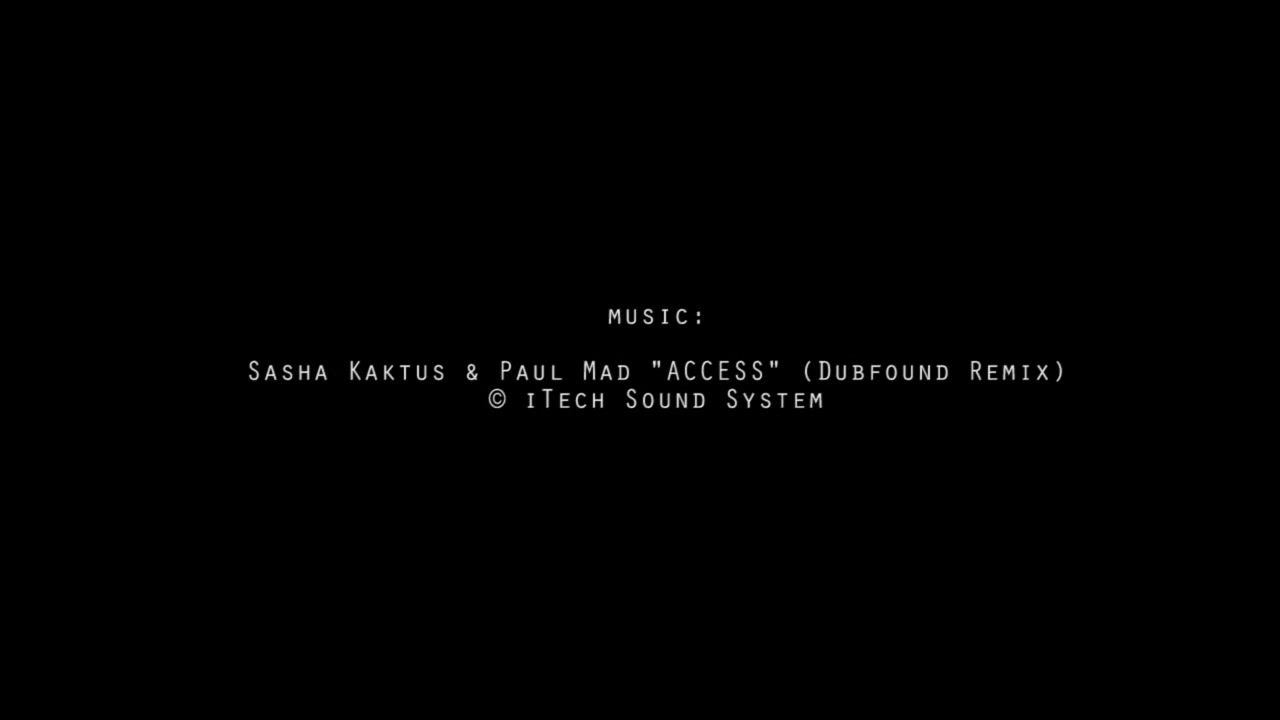 MUSIC:
Sasha Kaktus & Paul Mad "ACCESS" (Dubfound Remix)
© iTech Sound System